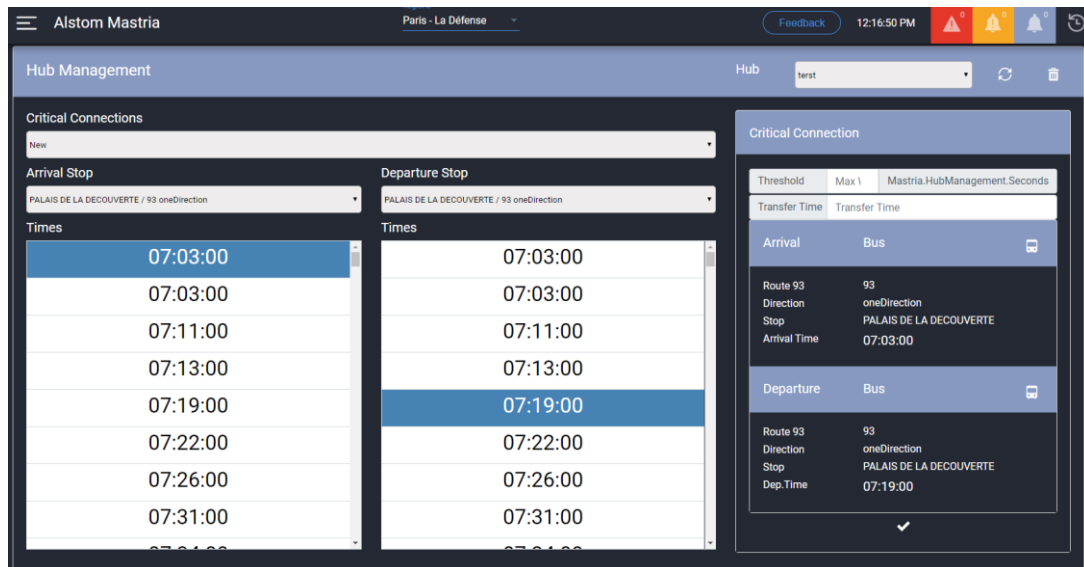 Alstom Mastria
Paris - La Défense
Feedback
12:16:50 PM
0
0
0
Hub Management
Hub
terst
Critical Connections
New
Arrival Stop
PALAIS DE LA DECOUVERTE / 93 oneDirection
Times
07:03:00
07:03:00
07:11:00
07:13:00
07:19:00
07:22:00
07:26:00
07:31:00
Departure Stop
PALAIS DE LA DECOUVERTE / 93 oneDirection
Times
07:03:00
07:03:00
07:11:00
07:13:00
07:19:00
07:22:00
07:26:00
07:31:00
Critical Connection
Threshold Max Mastria.HubManagement.Seconds
Transfer Time Transfer Time
Arrival Bus
Route 93 93
Direction oneDirection
Stop PALAIS DE LA DECOUVERTE
Arrival Time 07:03:00
Departure Bus
Route 93 93
Direction oneDirection
Stop PALAIS DE LA DECOUVERTE
Dep.Time 07:19:00